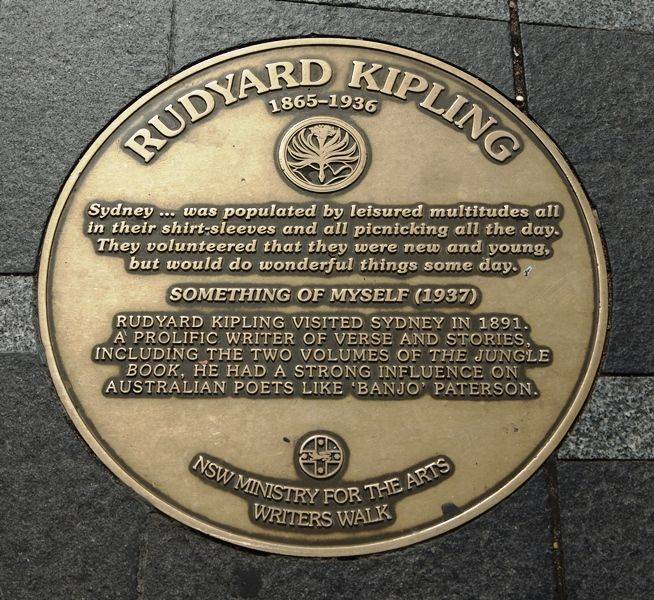 RUDYARD KIPLING
1865–1936
Sydney ... was populated by leisured multitudes all
in their shirt-sleeves and all picnicking all the day.
They volunteered that they were new and young,
but would do wonderful things some day.
SOMETHING OF MYSELF (1937)
RUDYARD KIPLING VISITED SYDNEY IN 1891.
A PROLIFIC WRITER OF VERSE AND STORIES,
INCLUDING THE TWO VOLUMES OF THE JUNGLE
BOOK, HE HAD A STRONG INFLUENCE ON
AUSTRALIAN POETS LIKE ‘BANJO’ PATERSON.
NSW MINISTRY FOR THE ARTS
WRITERS WALK